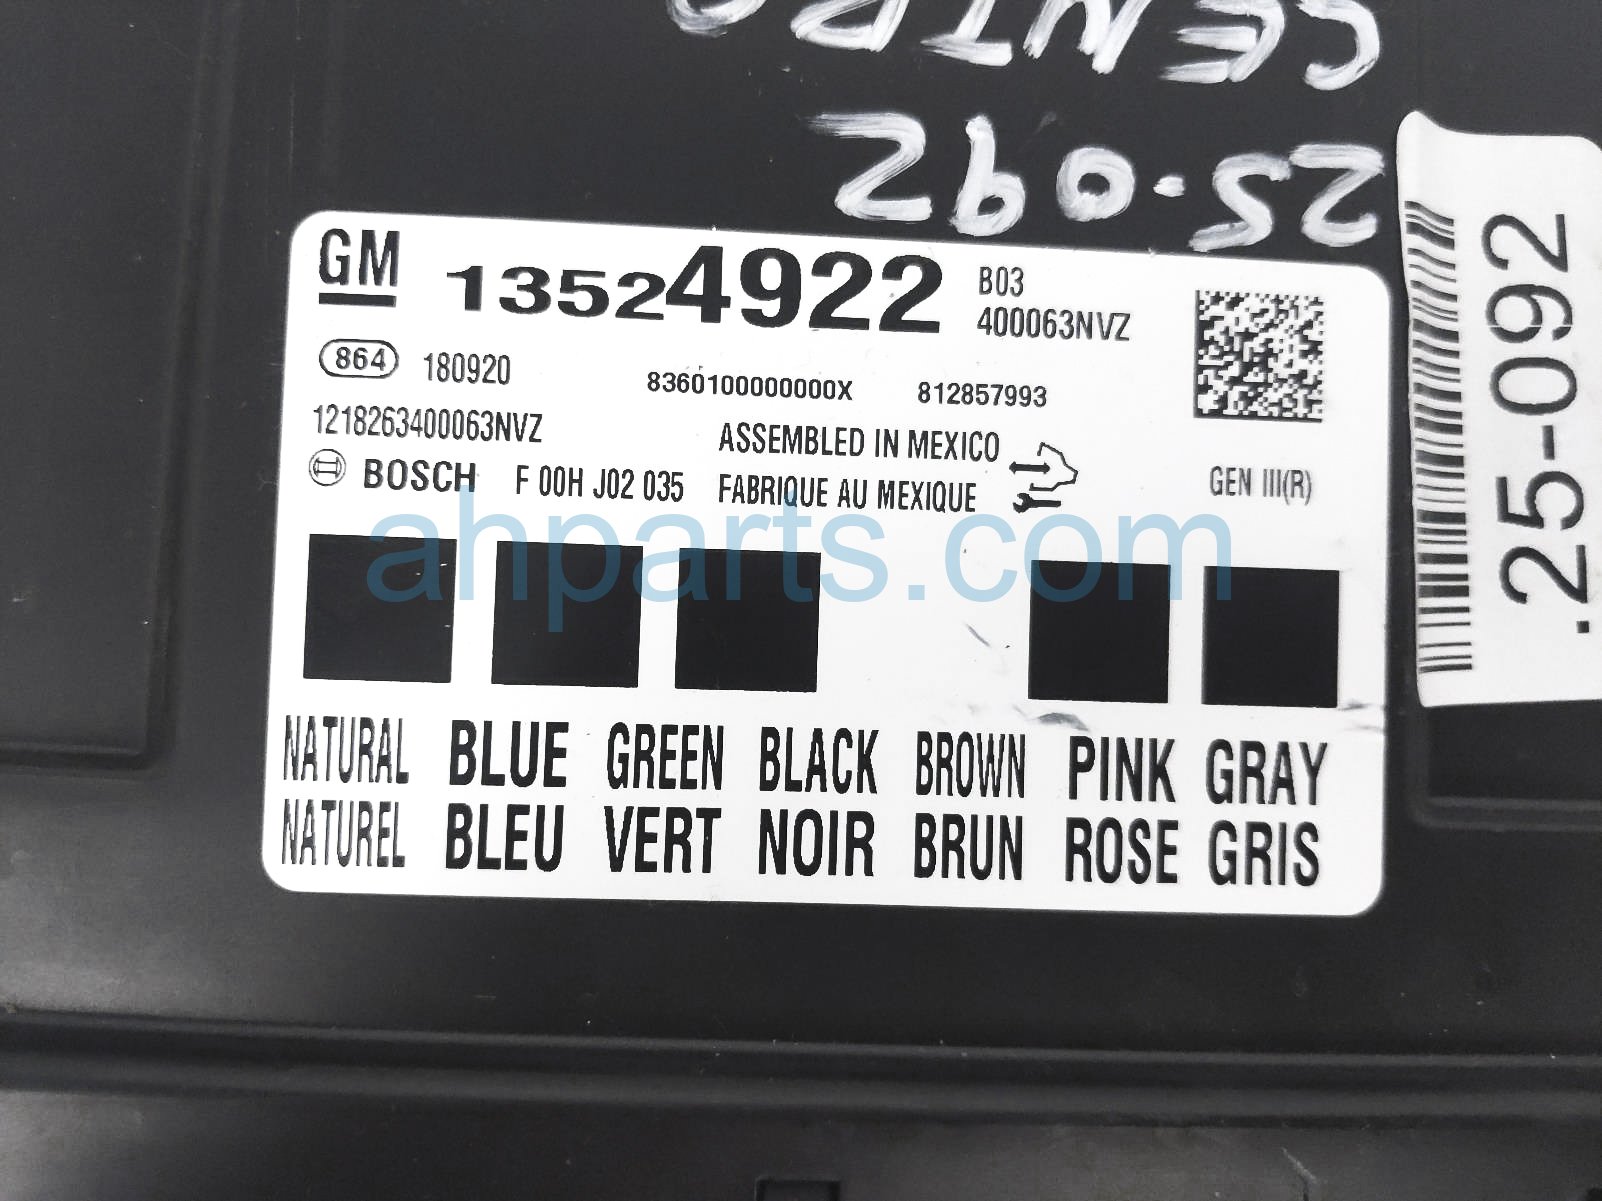 CENTRO
25-092
GM 13524922 B03
400063NVZ
864 180920 8360100000000X 812857993
1218263400063NVZ
ASSEMBLED IN MEXICO
BOSCH F 00H J02 035 FABRIQUE AU MEXIQUE
GEN III(R)
ahparts.com
NATURAL BLUE GREEN BLACK BROWN PINK GRAY
NATUREL BLEU VERT NOIR BRUN ROSE GRIS
.25-092